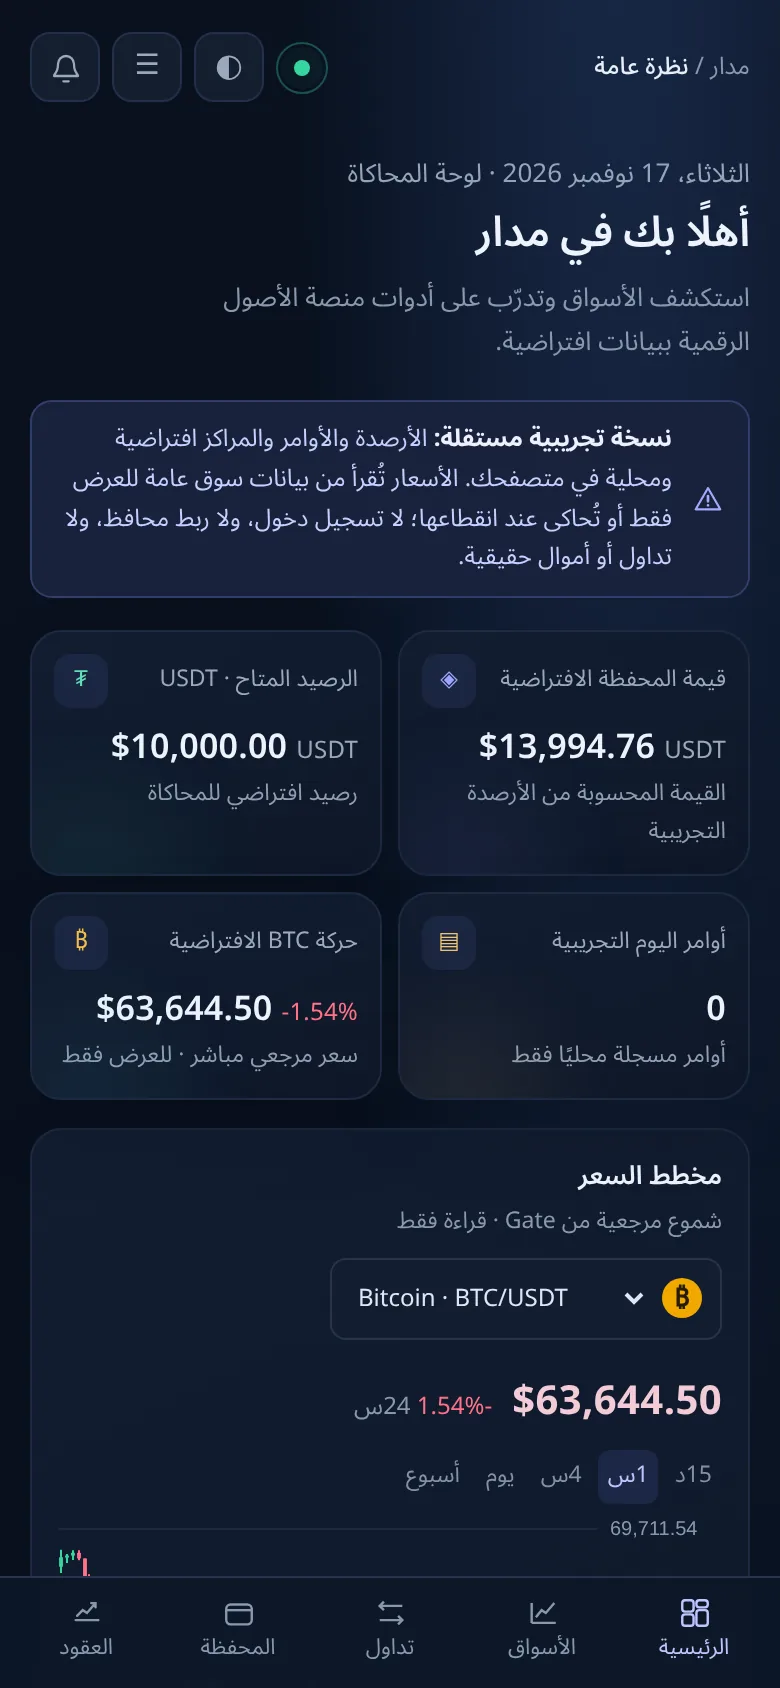 مدار / نظرة عامة
الثلاثاء، 17 نوفمبر 2026 · لوحة المحاكاة
أهلًا بك في مدار
استكشف الأسواق وتدرّب على أدوات منصة الأصول
الرقمية ببيانات افتراضية.
نسخة تجريبية مستقلة: الأرصدة والأوامر والمراكز افتراضية
ومحلية في متصفحك. الأسعار تُقرأ من بيانات سوق عامة للعرض
فقط أو تُحاكى عند انقطاعها؛ لا تسجيل دخول، ولا ربط محافظ، ولا
تداول أو أموال حقيقية.
قيمة المحفظة الافتراضية
$13,994.76 USDT
القيمة المحسوبة من الأرصدة
التجريبية
الرصيد المتاح · USDT
$10,000.00 USDT
رصيد افتراضي للمحاكاة
أوامر اليوم التجريبية
0
أوامر مسجلة محليًا فقط
حركة BTC الافتراضية
$63,644.50 -1.54%
سعر مرجعي مباشر · للعرض فقط
مخطط السعر
شموع مرجعية من Gate · قراءة فقط
Bitcoin · BTC/USDT
$63,644.50 -1.54% 24س
15د 1س 4س يوم أسبوع
69,711.54
الرئيسية الأسواق تداول المحفظة العقود